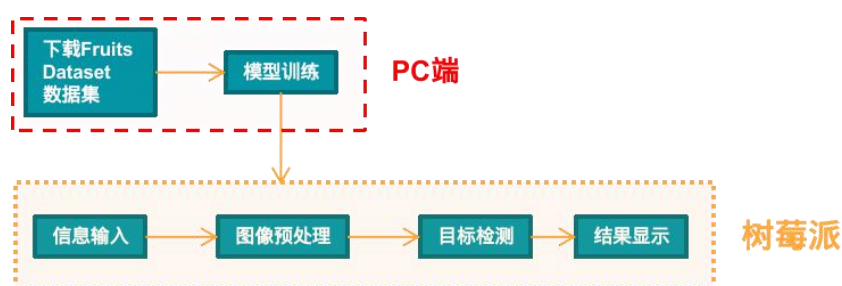 下载Fruits
Dataset
数据集
模型训练
PC端
信息输入
图像预处理
目标检测
结果显示
树莓派